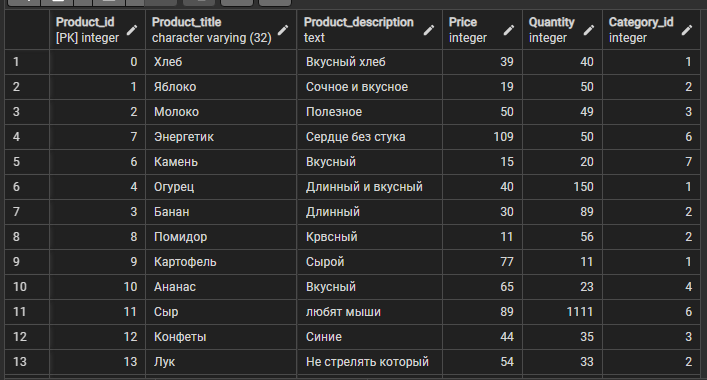 Product_id Product_title Product_description Price Quantity Category_id
[PK] integer character varying (32) text integer integer integer
1 0 Хлеб Вкусный хлеб 39 40 1
2 1 Яблоко Сочное и вкусное 19 50 2
3 2 Молоко Полезное 50 49 3
4 7 Энергетик Сердце без стука 109 50 6
5 6 Камень Вкусный 15 20 7
6 4 Огурец Длинный и вкусный 40 150 1
7 3 Банан Длинный 30 89 2
8 8 Помидор Крвсный 11 56 2
9 9 Картофель Сырой 77 11 1
10 10 Ананас Вкусный 65 23 4
11 11 Сыр любят мыши 89 1111 6
12 12 Конфеты Синие 44 35 3
13 13 Лук Не стрелять который 54 33 2